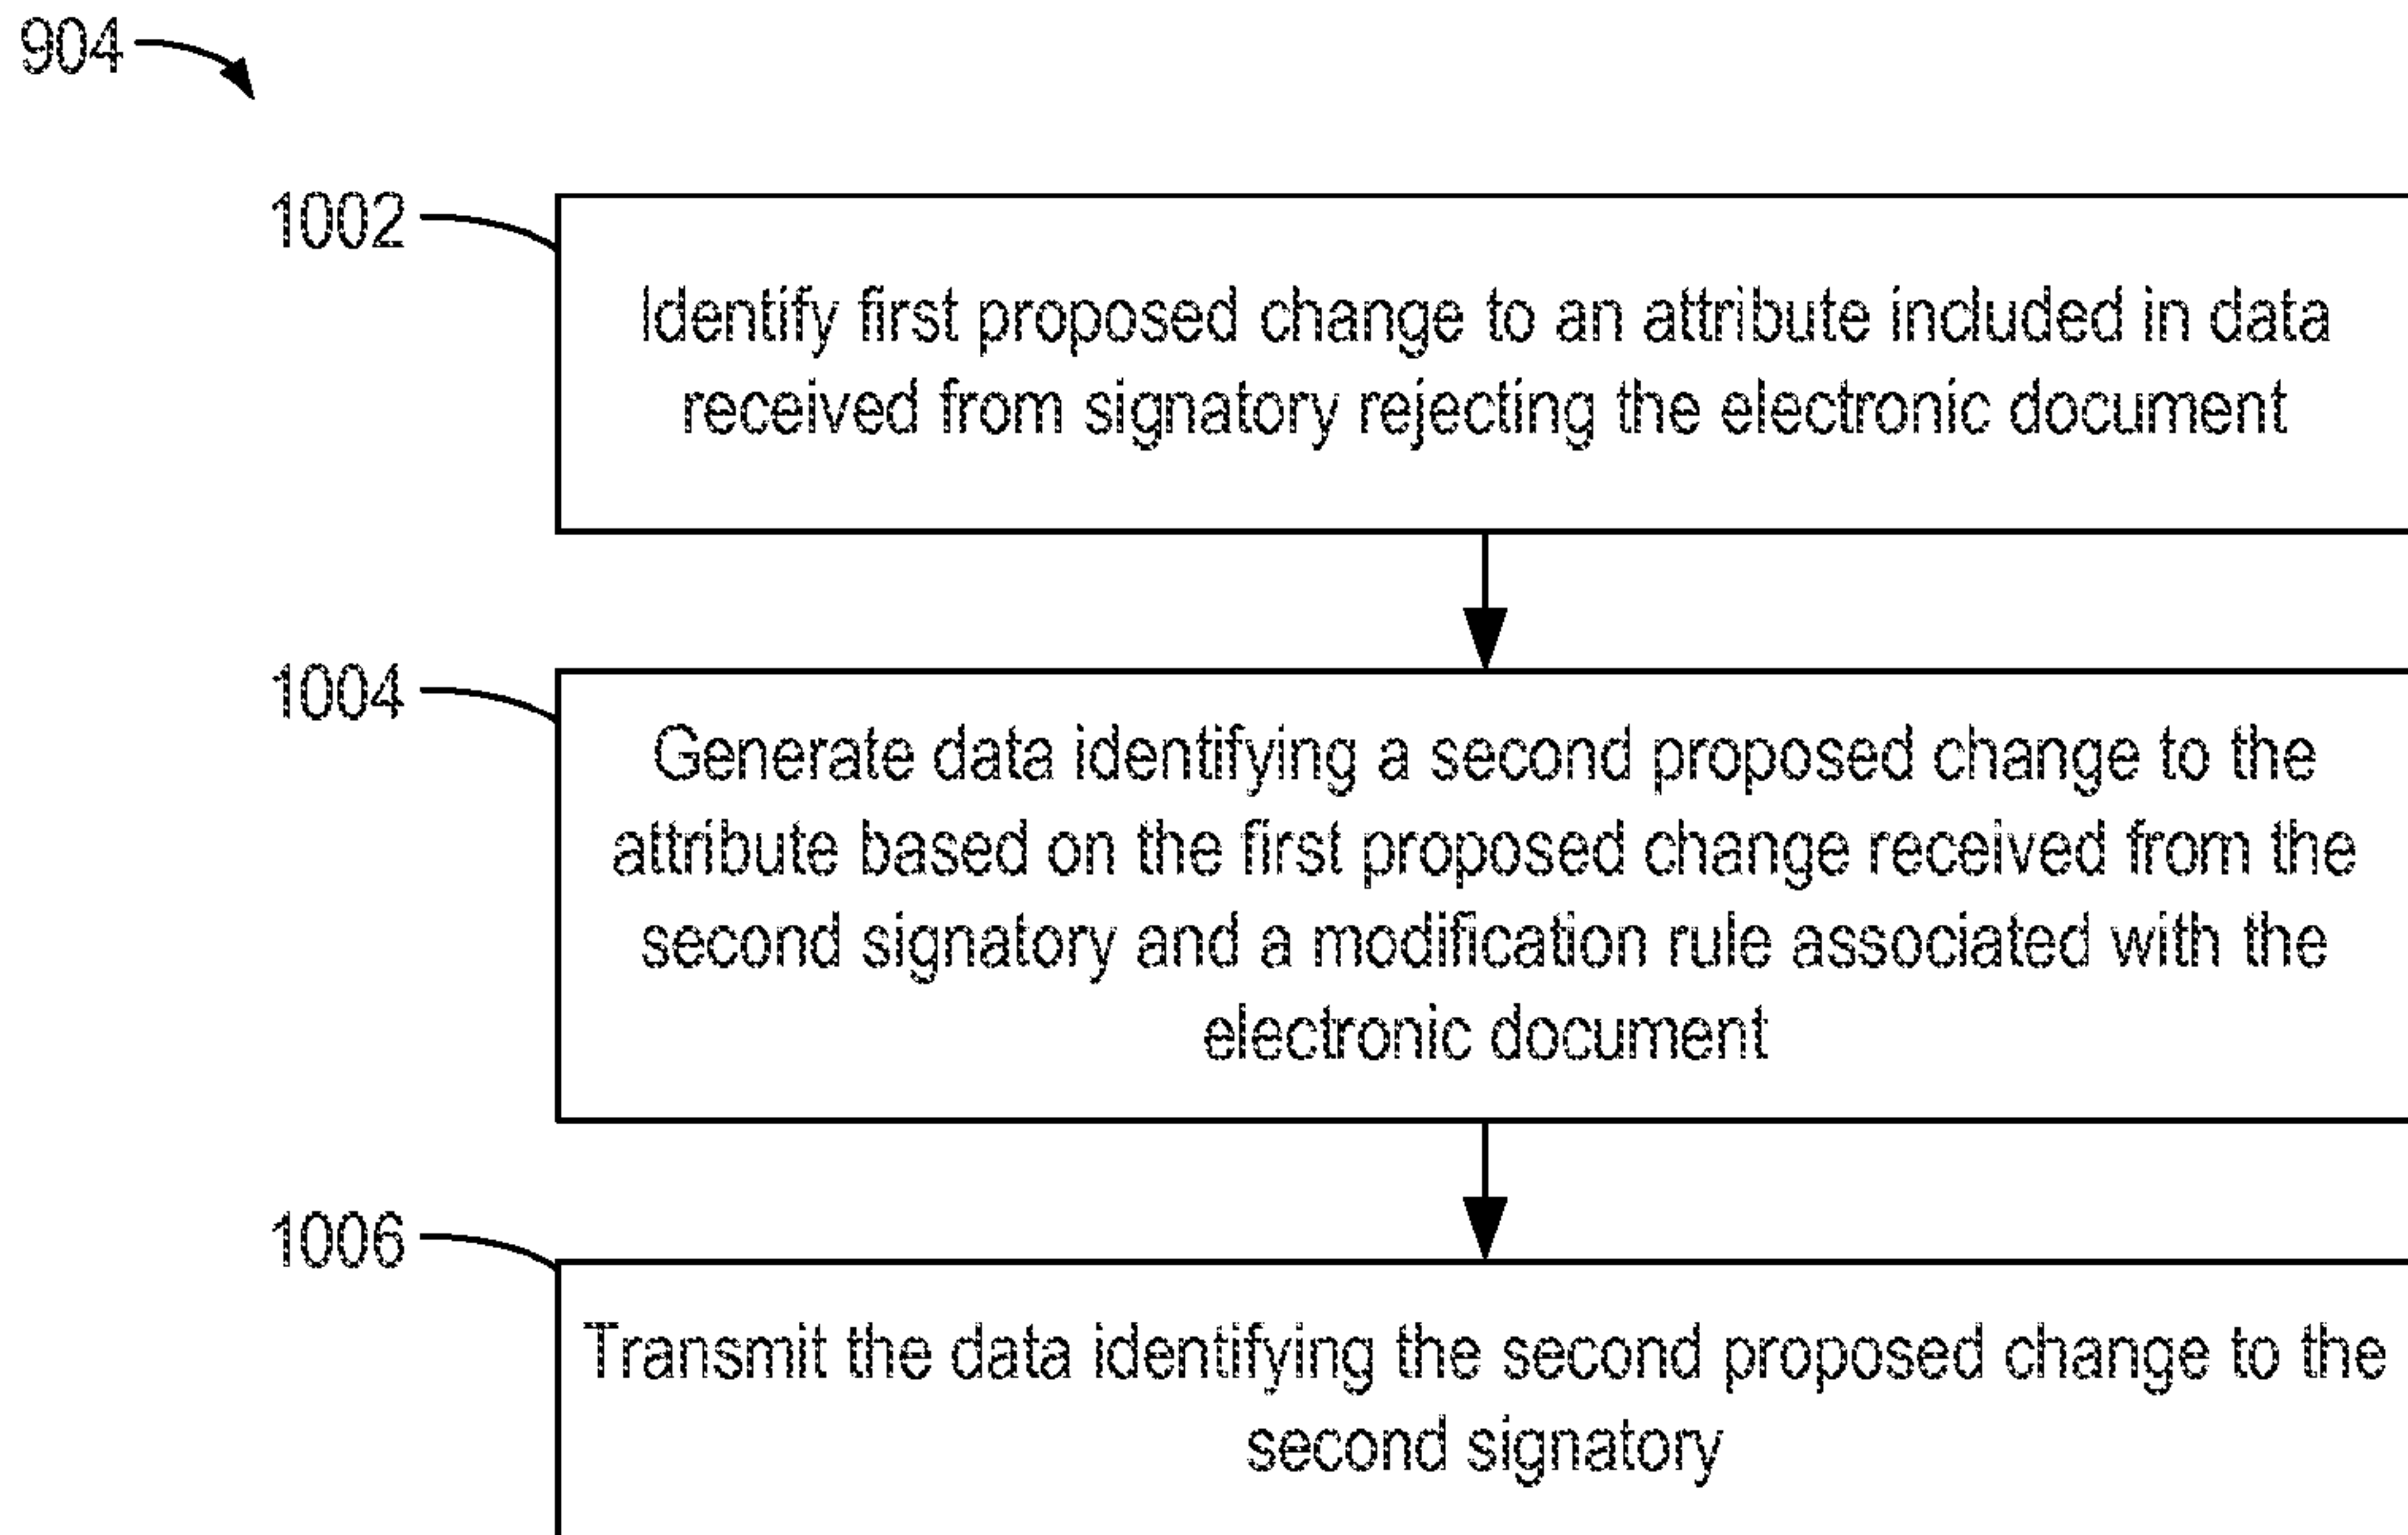 904
1002
Identify first proposed change to an attribute included in data
received from signatory rejecting the electronic document
1004
Generate data identifying a second proposed change to the
attribute based on the first proposed change received from the
second signatory and a modification rule associated with the
electronic document
1006
Transmit the data identifying the second proposed change to the
second signatory